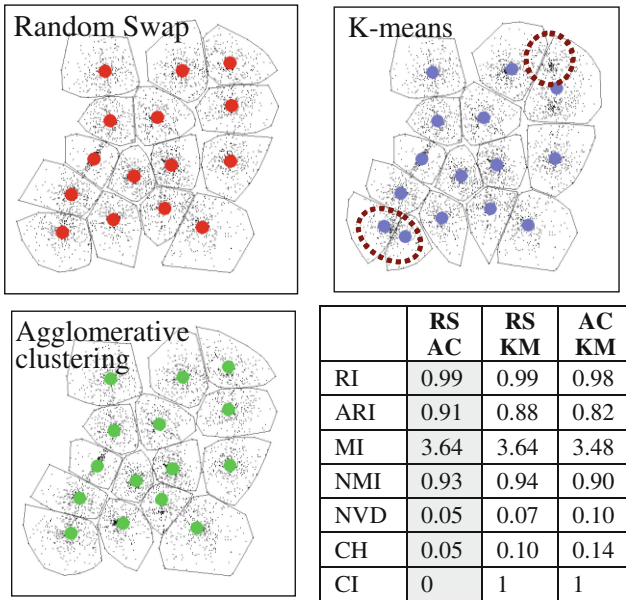 Random Swap
K-means
Agglomerative
clustering
RS AC RS KM AC KM
RI 0.99 0.99 0.98
ARI 0.91 0.88 0.82
MI 3.64 3.64 3.48
NMI 0.93 0.94 0.90
NVD 0.05 0.07 0.10
CH 0.05 0.10 0.14
CI 0 1 1